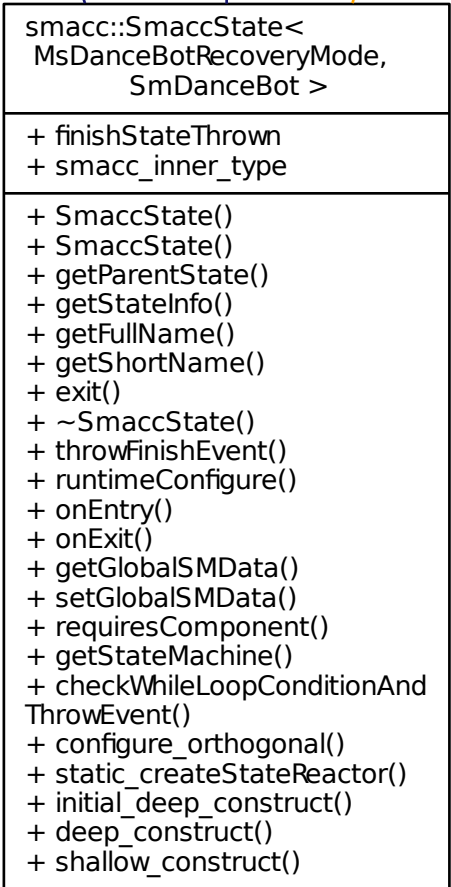 smacc::SmaccState<
MsDanceBotRecoveryMode,
SmDanceBot >
+ finishStateThrown
+ smacc_inner_type
+ SmaccState()
+ SmaccState()
+ getParentState()
+ getStateInfo()
+ getFullName()
+ getShortName()
+ exit()
+ ~SmaccState()
+ throwFinishEvent()
+ runtimeConfigure()
+ onEntry()
+ onExit()
+ getGlobalSMData()
+ setGlobalSMData()
+ requiresComponent()
+ getStateMachine()
+ checkWhileLoopConditionAnd
ThrowEvent()
+ configure_orthogonal()
+ static_createStateReactor()
+ initial_deep_construct()
+ deep_construct()
+ shallow_construct()